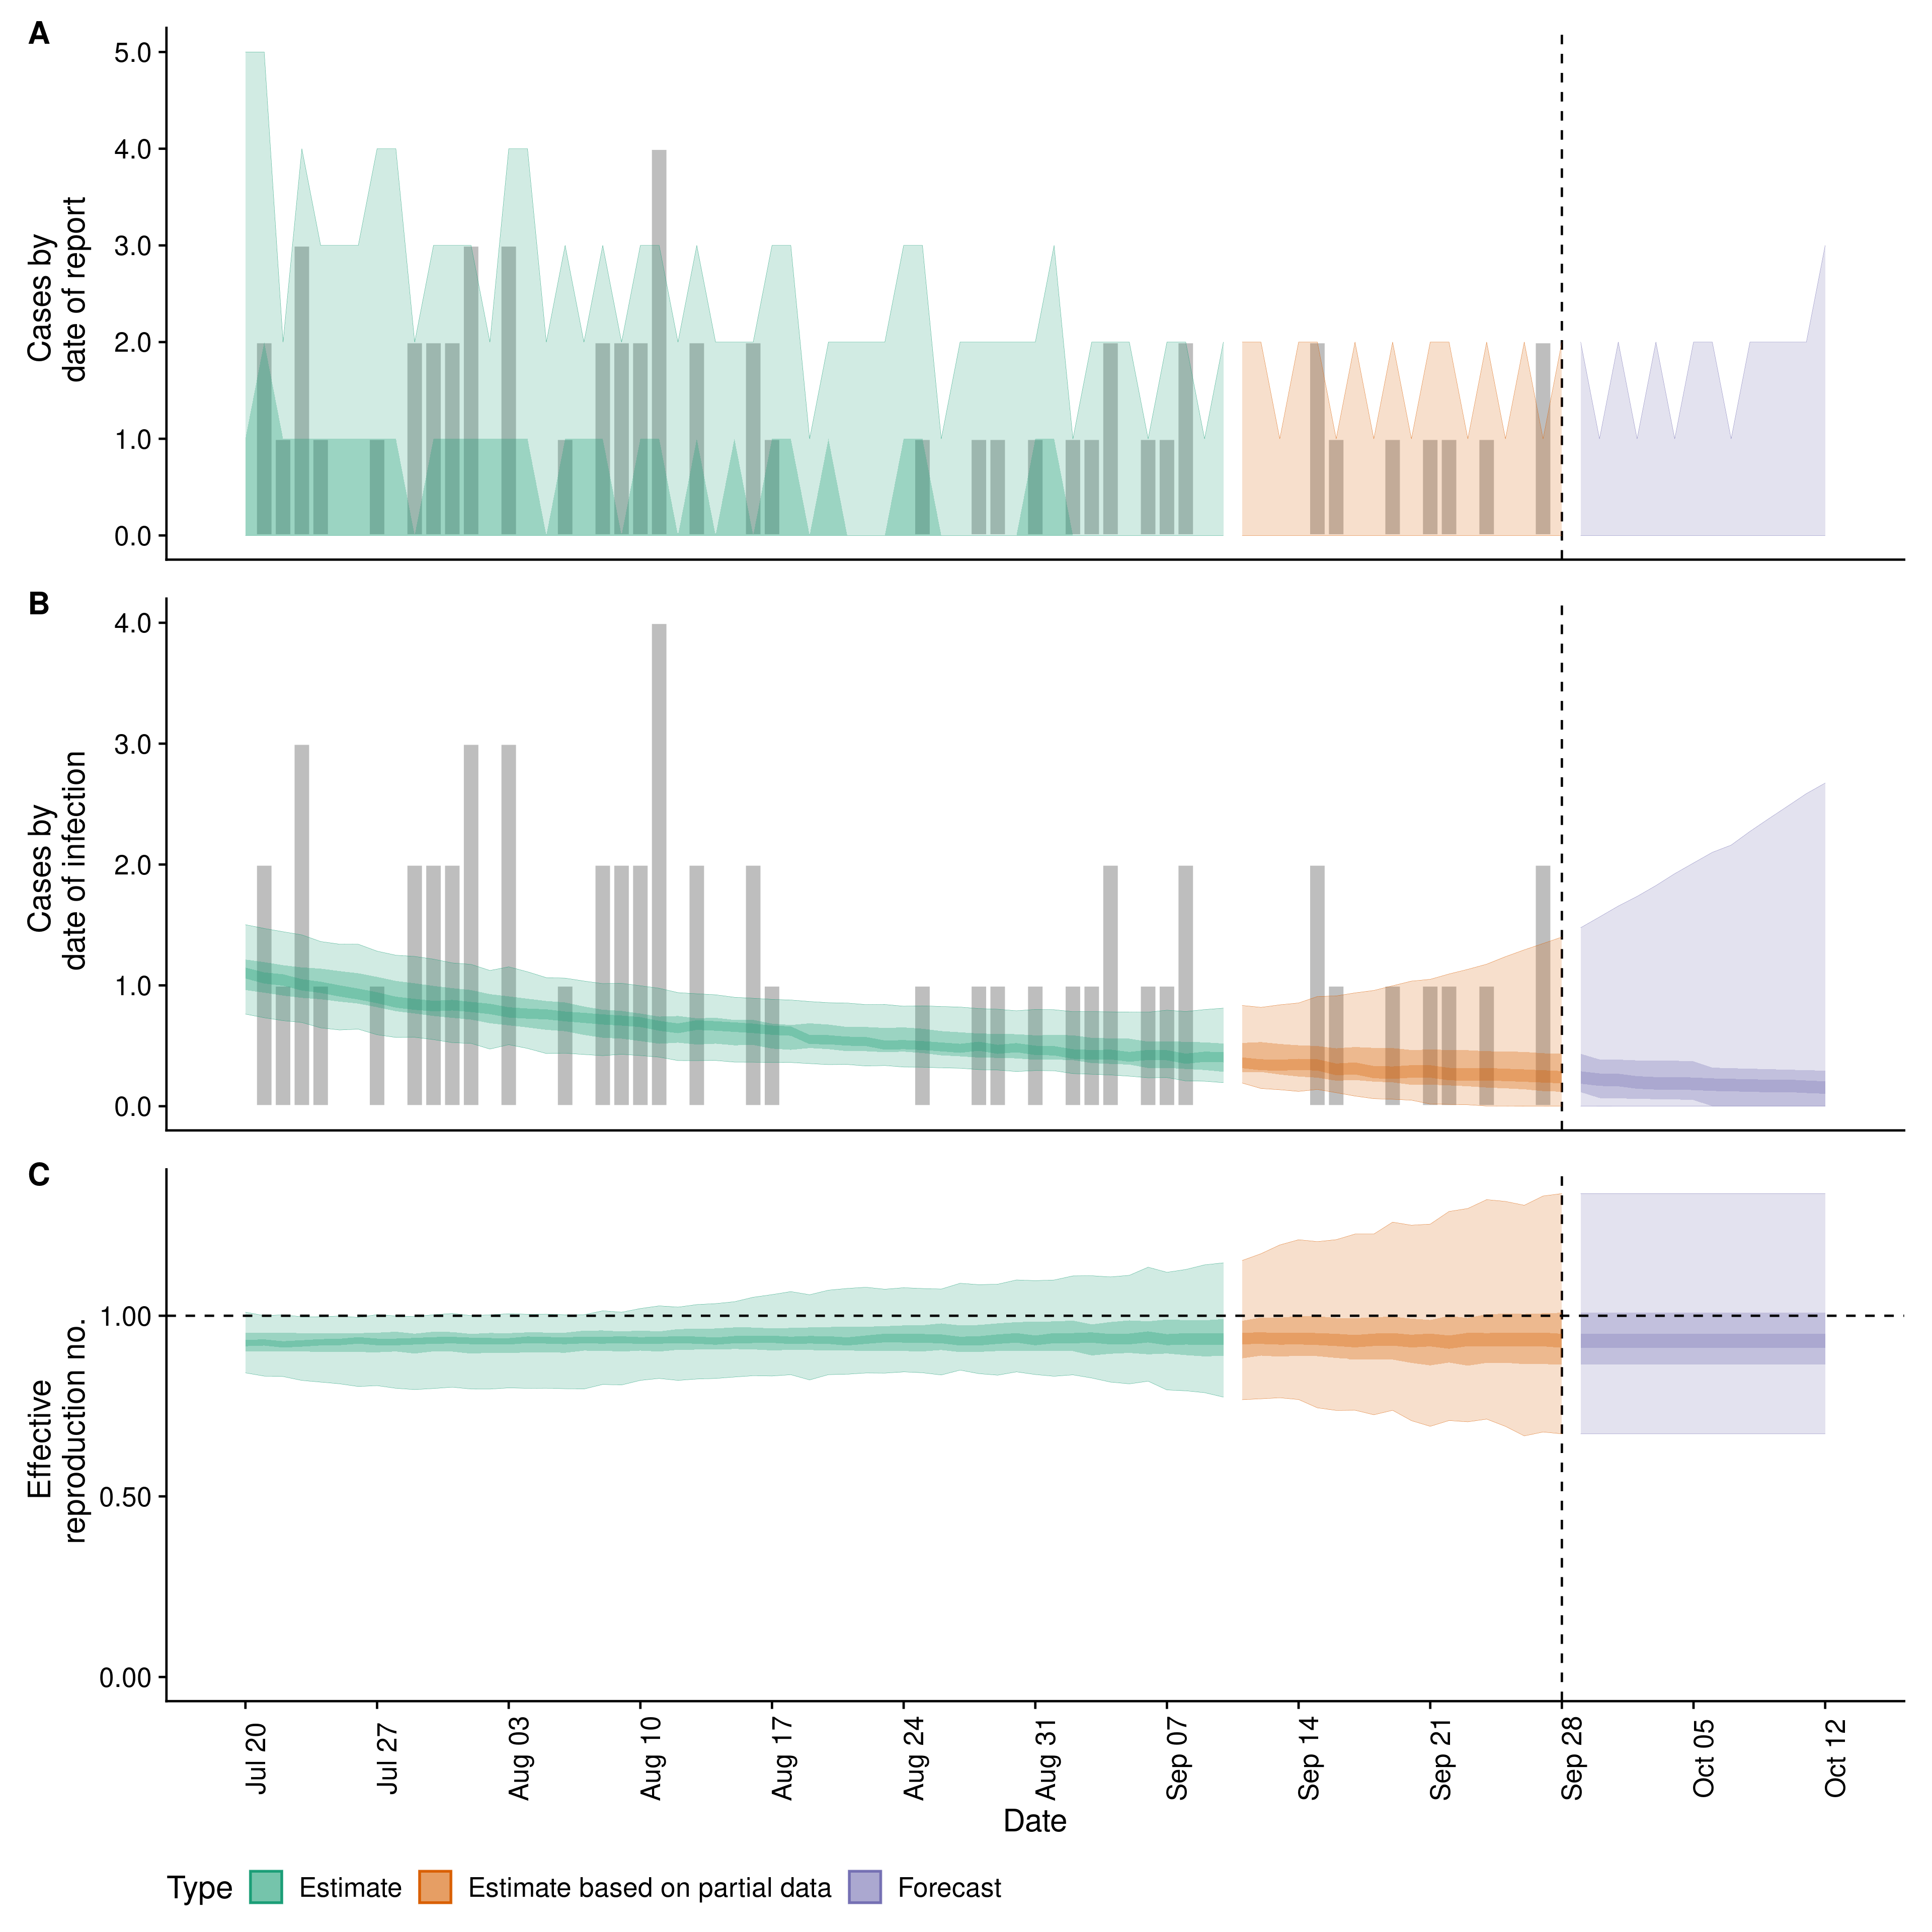 A
5.0
4.0
3.0
2.0
1.0
0.0
Cases by
date of report
B
4.0
3.0
2.0
1.0
0.0
Cases by
date of infection
C
1.00
0.50
0.00
Effective
reproduction no.
Jul 20
Jul 27
Aug 03
Aug 10
Aug 17
Aug 24
Aug 31
Sep 07
Sep 14
Sep 21
Sep 28
Oct 05
Oct 12
Date
Type Estimate Estimate based on partial data Forecast